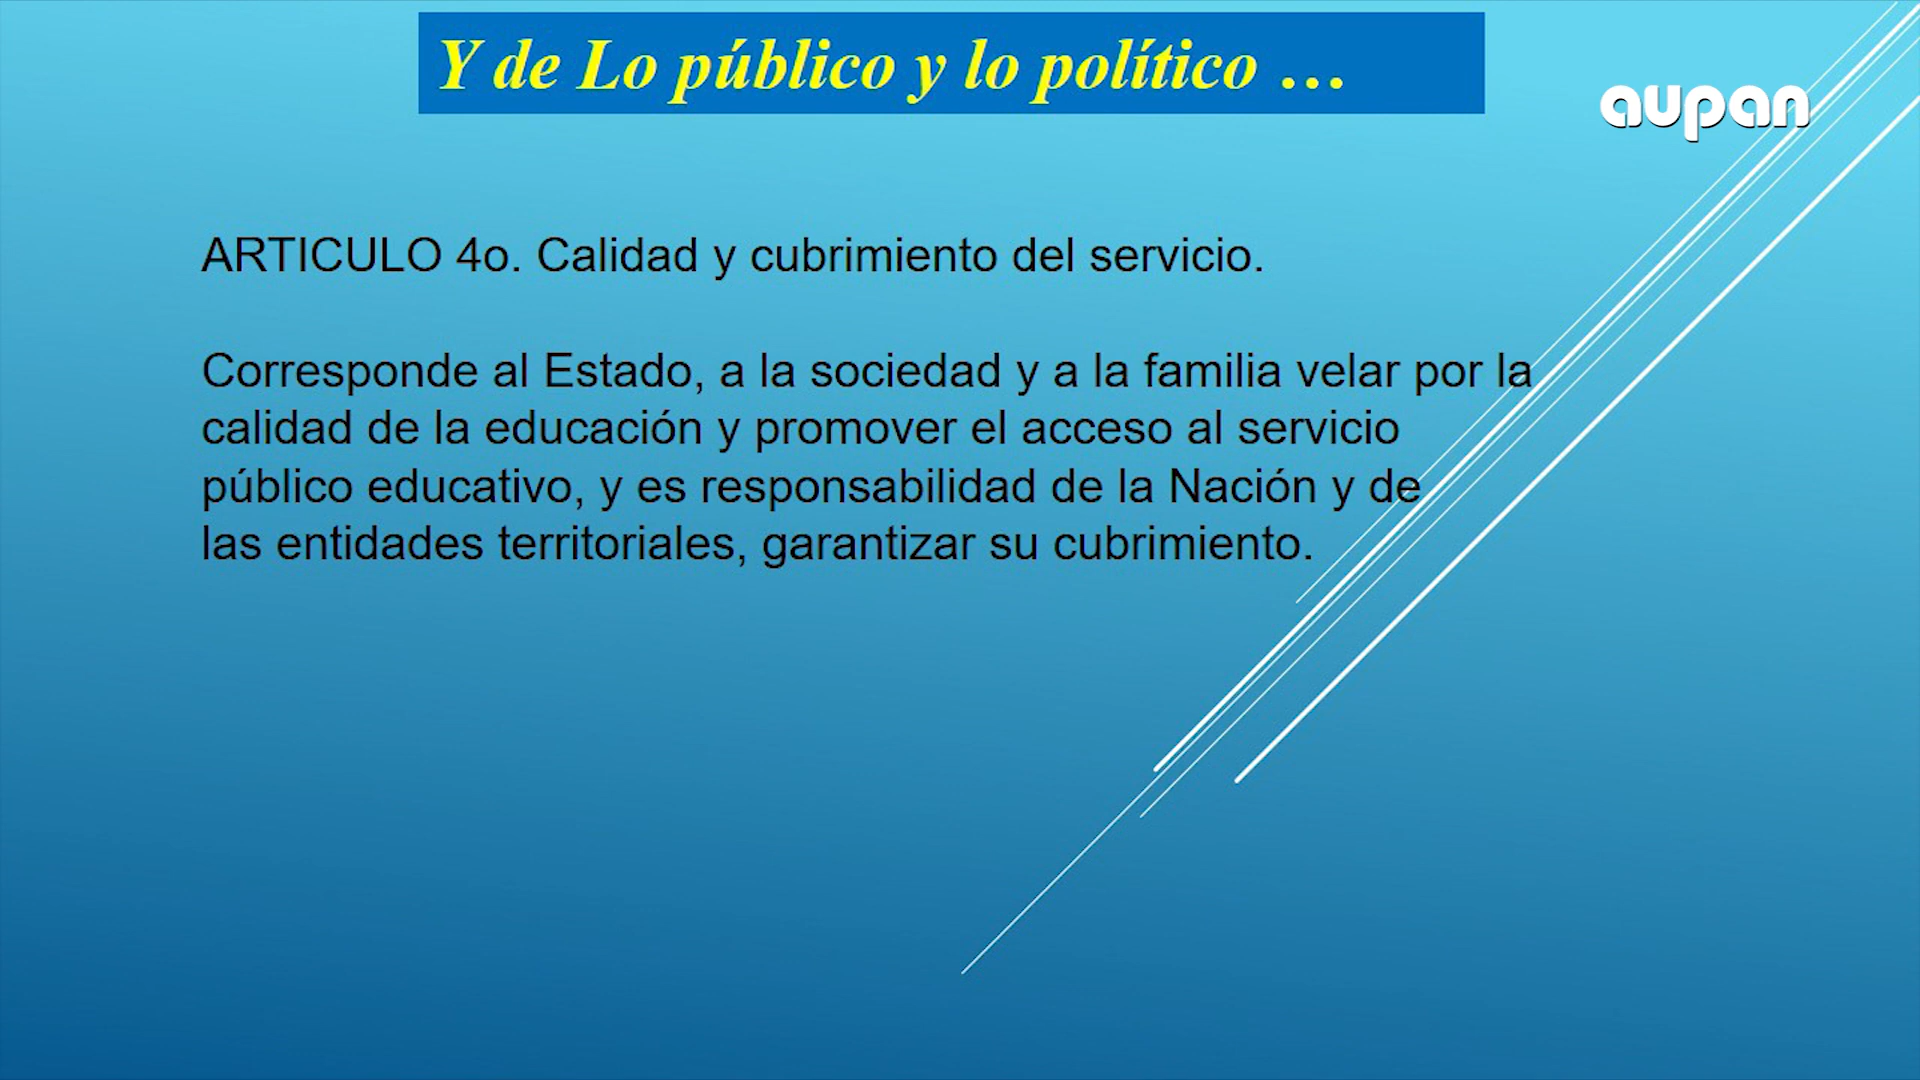 Y de Lo público y lo político ...
aupan
ARTICULO 4o. Calidad y cubrimiento del servicio.
Corresponde al Estado, a la sociedad y a la familia velar por la
calidad de la educación y promover el acceso al servicio
público educativo, y es responsabilidad de la Nación y de
las entidades territoriales, garantizar su cubrimiento.